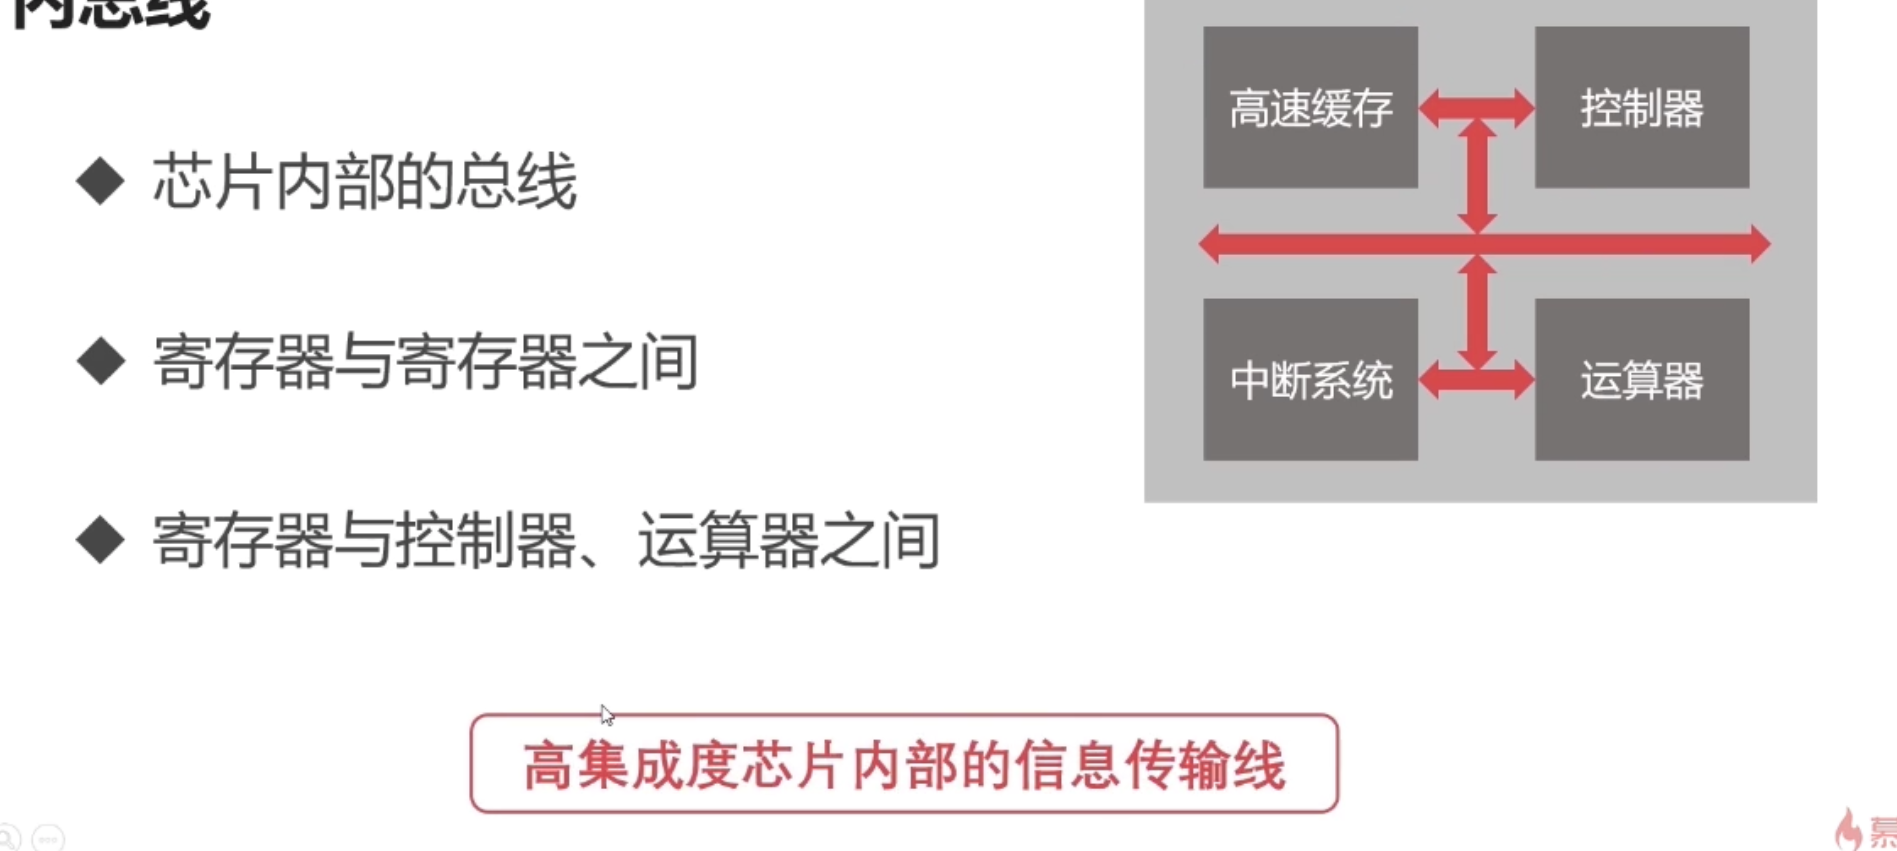 内总线
芯片内部的总线
寄存器与寄存器之间
寄存器与控制器、运算器之间
高速缓存
控制器
中断系统
运算器
高集成度芯片内部的信息传输线
慕